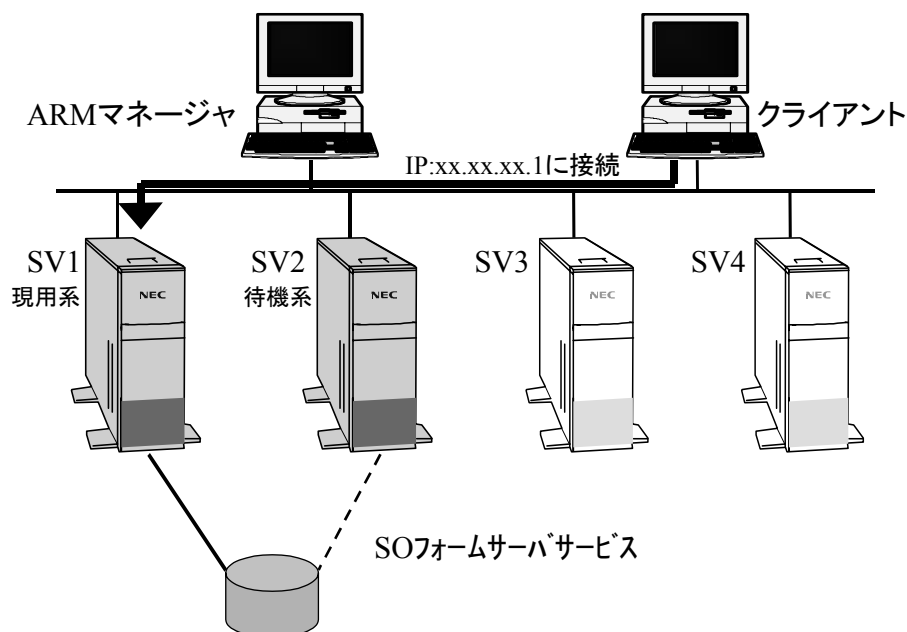 ARMマネージャ
クライアント
IP:xx.xx.xx.1に接続
SV1
現用系
SV2
待機系
SV3
SV4
NEC
NEC
NEC
NEC
SOフォームサーバサービス